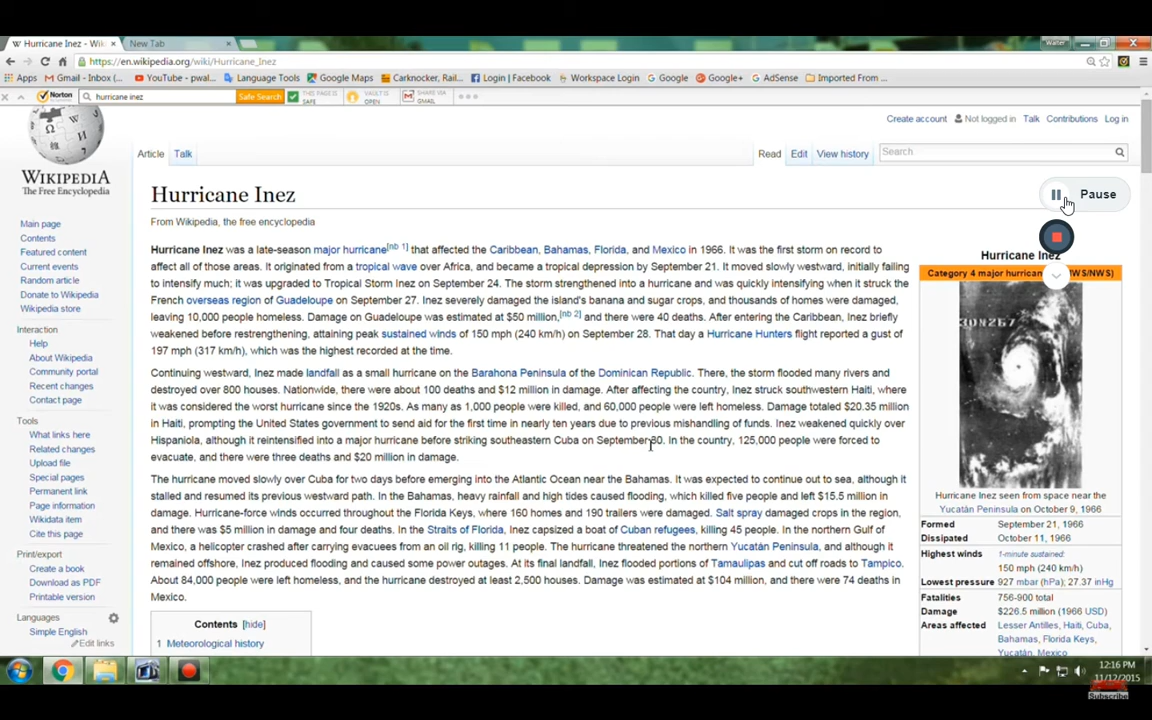 Hurricane Inez - Wiki
New Tab
Walter
https://en.wikipedia.org/wiki/Hurricane_Inez
Apps Gmail - Inbox (... YouTube - pwal... Language Tools Google Maps Carknocker, Rail... Login | Facebook Workspace Login Google Google+ AdSense Imported From ...
Norton hurricane inez Safe Search THIS PAGE IS SAFE VAULT IS OPEN SHARE VIA GMAIL
Create account Not logged in Talk Contributions Log in
WIKIPEDIA
The Free Encyclopedia
Article Talk Read Edit View history Search
Main page
Contents
Featured content
Current events
Random article
Donate to Wikipedia
Wikipedia store
Interaction
Help
About Wikipedia
Community portal
Recent changes
Contact page
Tools
What links here
Related changes
Upload file
Special pages
Permanent link
Page information
Wikidata item
Cite this page
Print/export
Create a book
Download as PDF
Printable version
Languages
Simple English
Edit links
Hurricane Inez
From Wikipedia, the free encyclopedia
Hurricane Inez was a late-season major hurricane[nb 1] that affected the Caribbean, Bahamas, Florida, and Mexico in 1966. It was the first storm on record to
affect all of those areas. It originated from a tropical wave over Africa, and became a tropical depression by September 21. It moved slowly westward, initially failing
to intensify much; it was upgraded to Tropical Storm Inez on September 24. The storm strengthened into a hurricane and was quickly intensifying when it struck the
French overseas region of Guadeloupe on September 27. Inez severely damaged the island's banana and sugar crops, and thousands of homes were damaged,
leaving 10,000 people homeless. Damage on Guadeloupe was estimated at $50 million,[nb 2] and there were 40 deaths. After entering the Caribbean, Inez briefly
weakened before restrengthening, attaining peak sustained winds of 150 mph (240 km/h) on September 28. That day a Hurricane Hunters flight reported a gust of
197 mph (317 km/h), which was the highest recorded at the time.
Continuing westward, Inez made landfall as a small hurricane on the Barahona Peninsula of the Dominican Republic. There, the storm flooded many rivers and
destroyed over 800 houses. Nationwide, there were about 100 deaths and $12 million in damage. After affecting the country, Inez struck southwestern Haiti, where
it was considered the worst hurricane since the 1920s. As many as 1,000 people were killed, and 60,000 people were left homeless. Damage totaled $20.35 million
in Haiti, prompting the United States government to send aid for the first time in nearly ten years due to previous mishandling of funds. Inez weakened quickly over
Hispaniola, although it reintensified into a major hurricane before striking southeastern Cuba on September 30. In the country, 125,000 people were forced to
evacuate, and there were three deaths and $20 million in damage.
The hurricane moved slowly over Cuba for two days before emerging into the Atlantic Ocean near the Bahamas. It was expected to continue out to sea, although it
stalled and resumed its previous westward path. In the Bahamas, heavy rainfall and high tides caused flooding, which killed five people and left $15.5 million in
damage. Hurricane-force winds occurred throughout the Florida Keys, where 160 homes and 190 trailers were damaged. Salt spray damaged crops in the region,
and there was $5 million in damage and four deaths. In the Straits of Florida, Inez capsized a boat of Cuban refugees, killing 45 people. In the northern Gulf of
Mexico, a helicopter crashed after carrying evacuees from an oil rig, killing 11 people. The hurricane threatened the northern Yucatán Peninsula, and although it
remained offshore, Inez produced flooding and caused some power outages. At its final landfall, Inez flooded portions of Tamaulipas and cut off roads to Tampico.
About 84,000 people were left homeless, and the hurricane destroyed at least 2,500 houses. Damage was estimated at $104 million, and there were 74 deaths in
Mexico.
Contents [hide]
1 Meteorological history
Pause
Hurricane Inez
Category 4 major hurrican WS/NWS)
Hurricane Inez seen from space near the
Yucatán Peninsula on October 9, 1966
Formed September 21, 1966
Dissipated October 11, 1966
Highest winds 1-minute sustained:
150 mph (240 km/h)
Lowest pressure 927 mbar (hPa); 27.37 inHg
Fatalities 756-900 total
Damage $226.5 million (1966 USD)
Areas affected Lesser Antilles, Haiti, Cuba,
Bahamas, Florida Keys,
Yucatán, Mexico
12:16 PM
11/12/2015
Subscribe